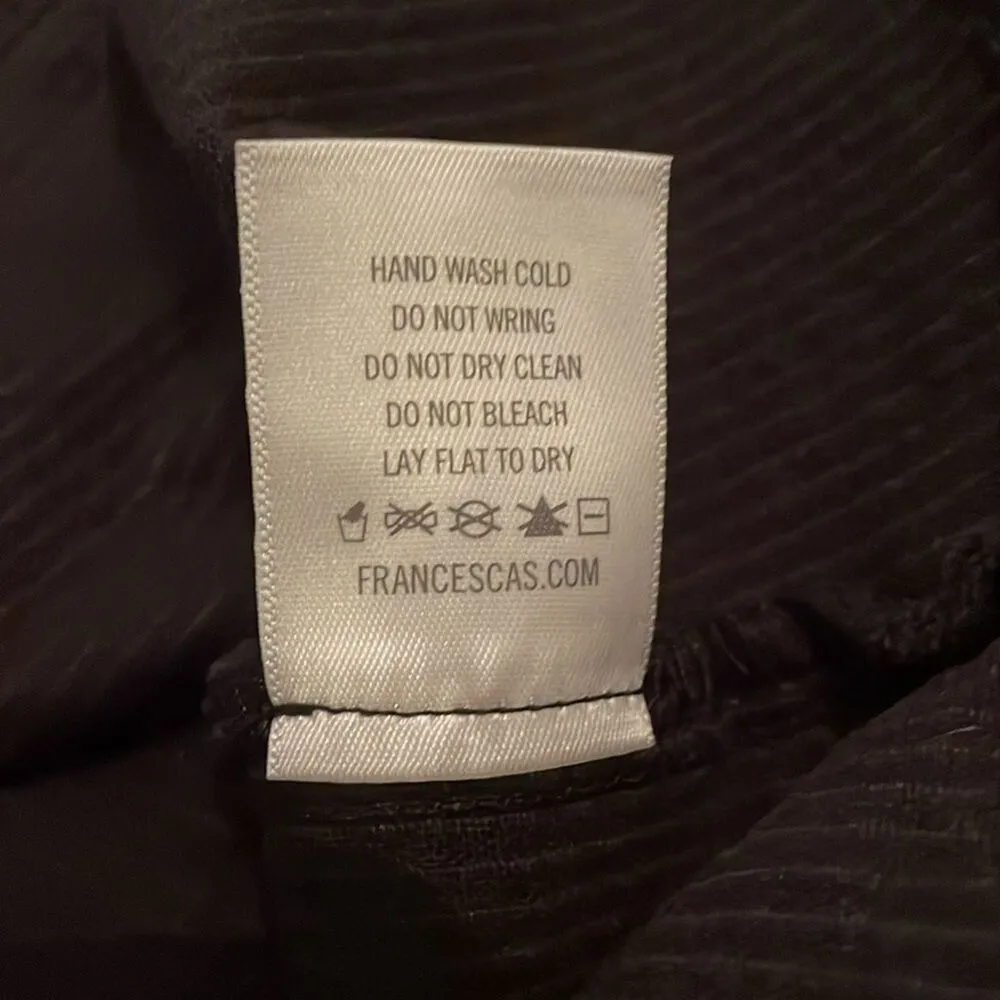 HAND WASH COLD
DO NOT WRING
DO NOT DRY CLEAN
DO NOT BLEACH
LAY FLAT TO DRY
FRANCESCAS.COM